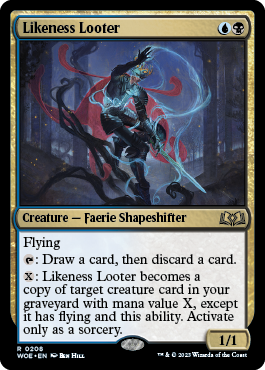 Likeness Looter
Creature — Faerie Shapeshifter
Flying
: Draw a card, then discard a card.
X: Likeness Looter becomes a
copy of target creature card in your
graveyard with mana value X, except
it has flying and this ability. Activate
only as a sorcery.
1/1
R 0208
WOE • EN Ben Hill
™ & © 2023 Wizards of the Coast